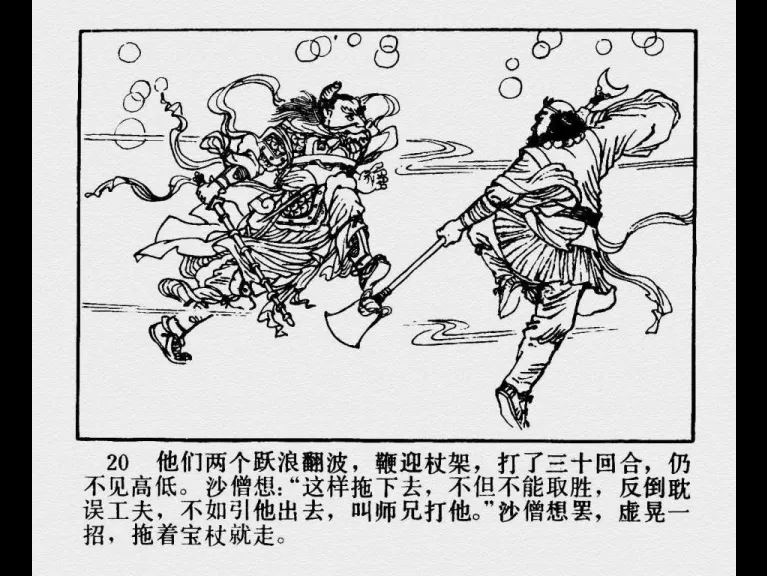 20 他们两个跃浪翻波，鞭迎杖架，打了三十回合，仍
不见高低。沙僧想：“这样拖下去，不但不能取胜，反倒耽
误工夫，不如引他出去，叫师兄打他。”沙僧想罢，虚晃一
招，拖着宝杖就走。